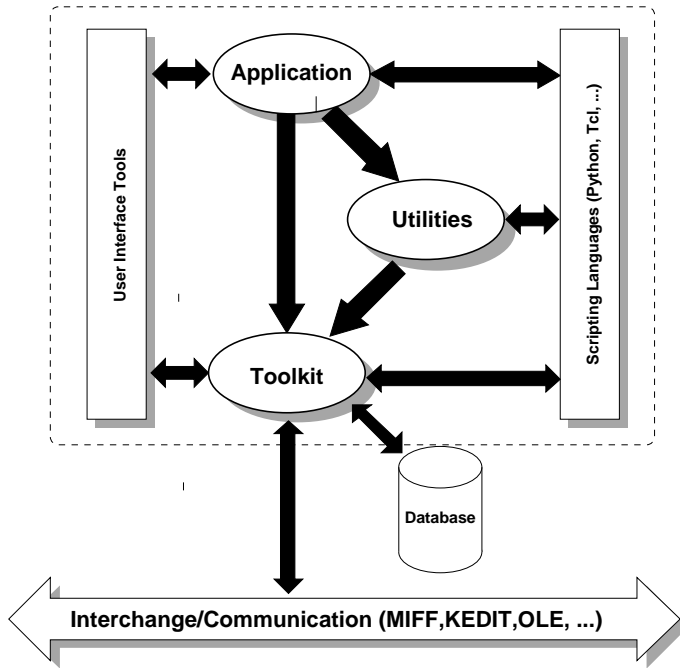 Application
User Interface Tools
Scripting Languages (Python, Tcl, ...)
Utilities
Toolkit
Database
Interchange/Communication (MIFF,KEDIT,OLE, ...)